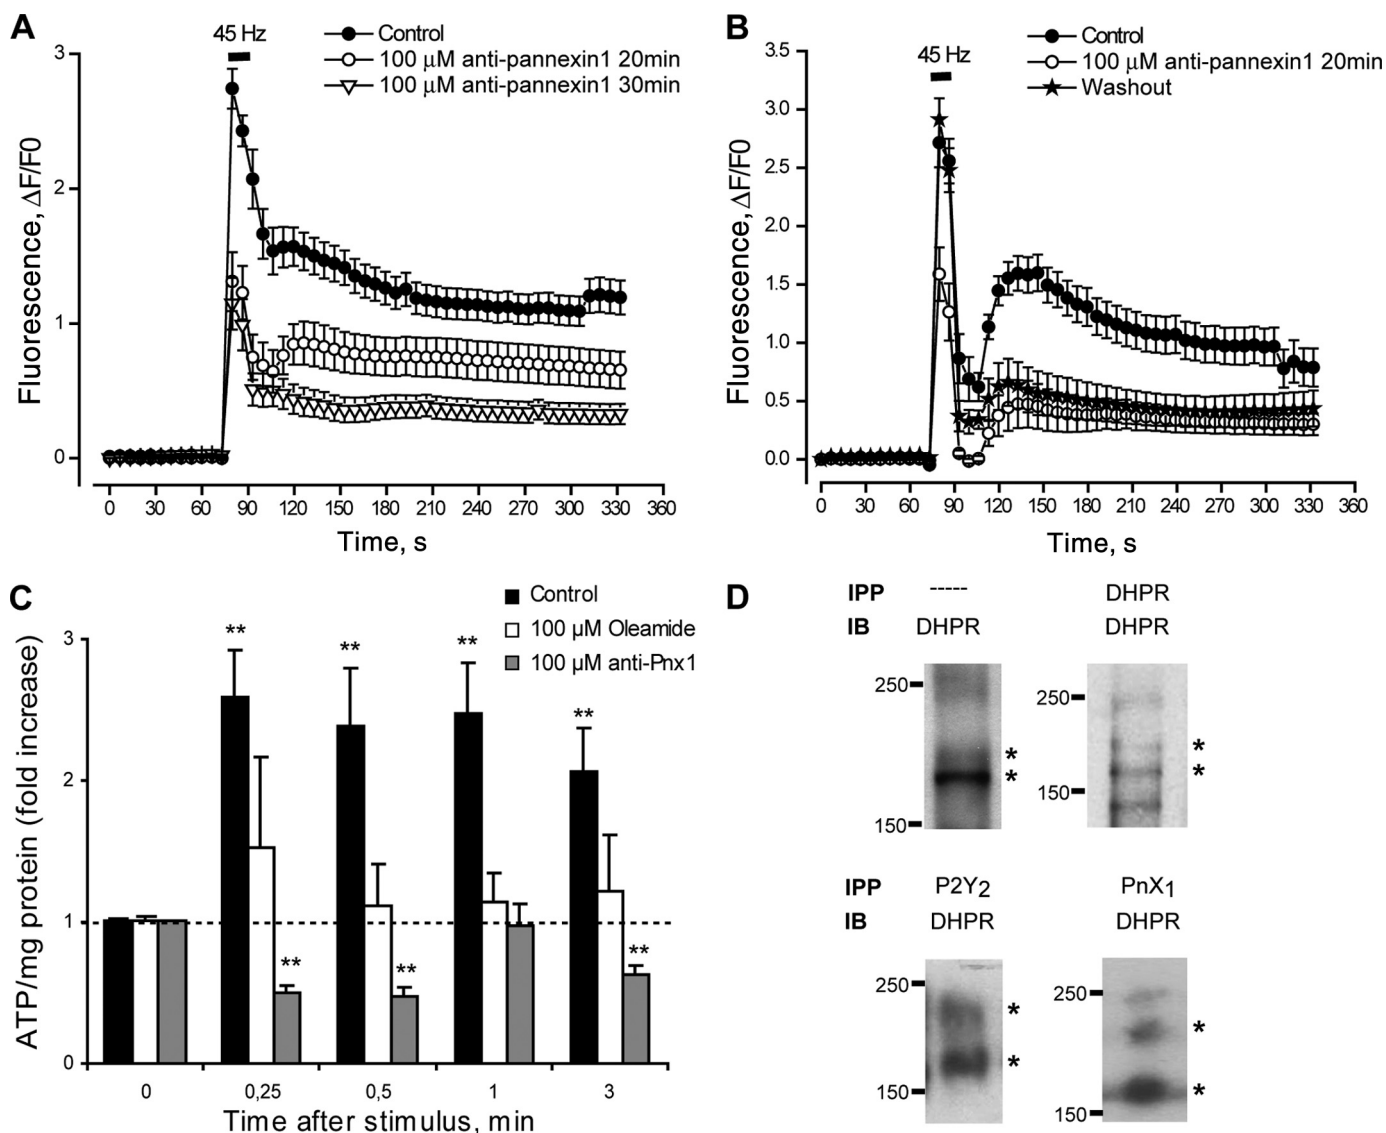 A
45 Hz
Control
100 µM anti-pannexin1 20min
100 µM anti-pannexin1 30min
Fluorescence, ΔF/F0
3
2
1
0
0 30 60 90 120 150 180 210 240 270 300 330 360
Time, s
B
45 Hz
Control
100 µM anti-pannexin1 20min
Washout
Fluorescence, ΔF/F0
3.5
3.0
2.5
2.0
1.5
1.0
0.5
0.0
0 30 60 90 120 150 180 210 240 270 300 330 360
Time, s
C
Control
100 µM Oleamide
100 µM anti-Pnx1
ATP/mg protein (fold increase)
3
2
1
0
** ** ** **
** ** **
0 0,25 0,5 1 3
Time after stimulus, min
D
IPP ----- DHPR
IB DHPR DHPR
250 * *
150
250 * *
150
IPP P2Y2 PnX1
IB DHPR DHPR
250 * *
150
250 * *
150